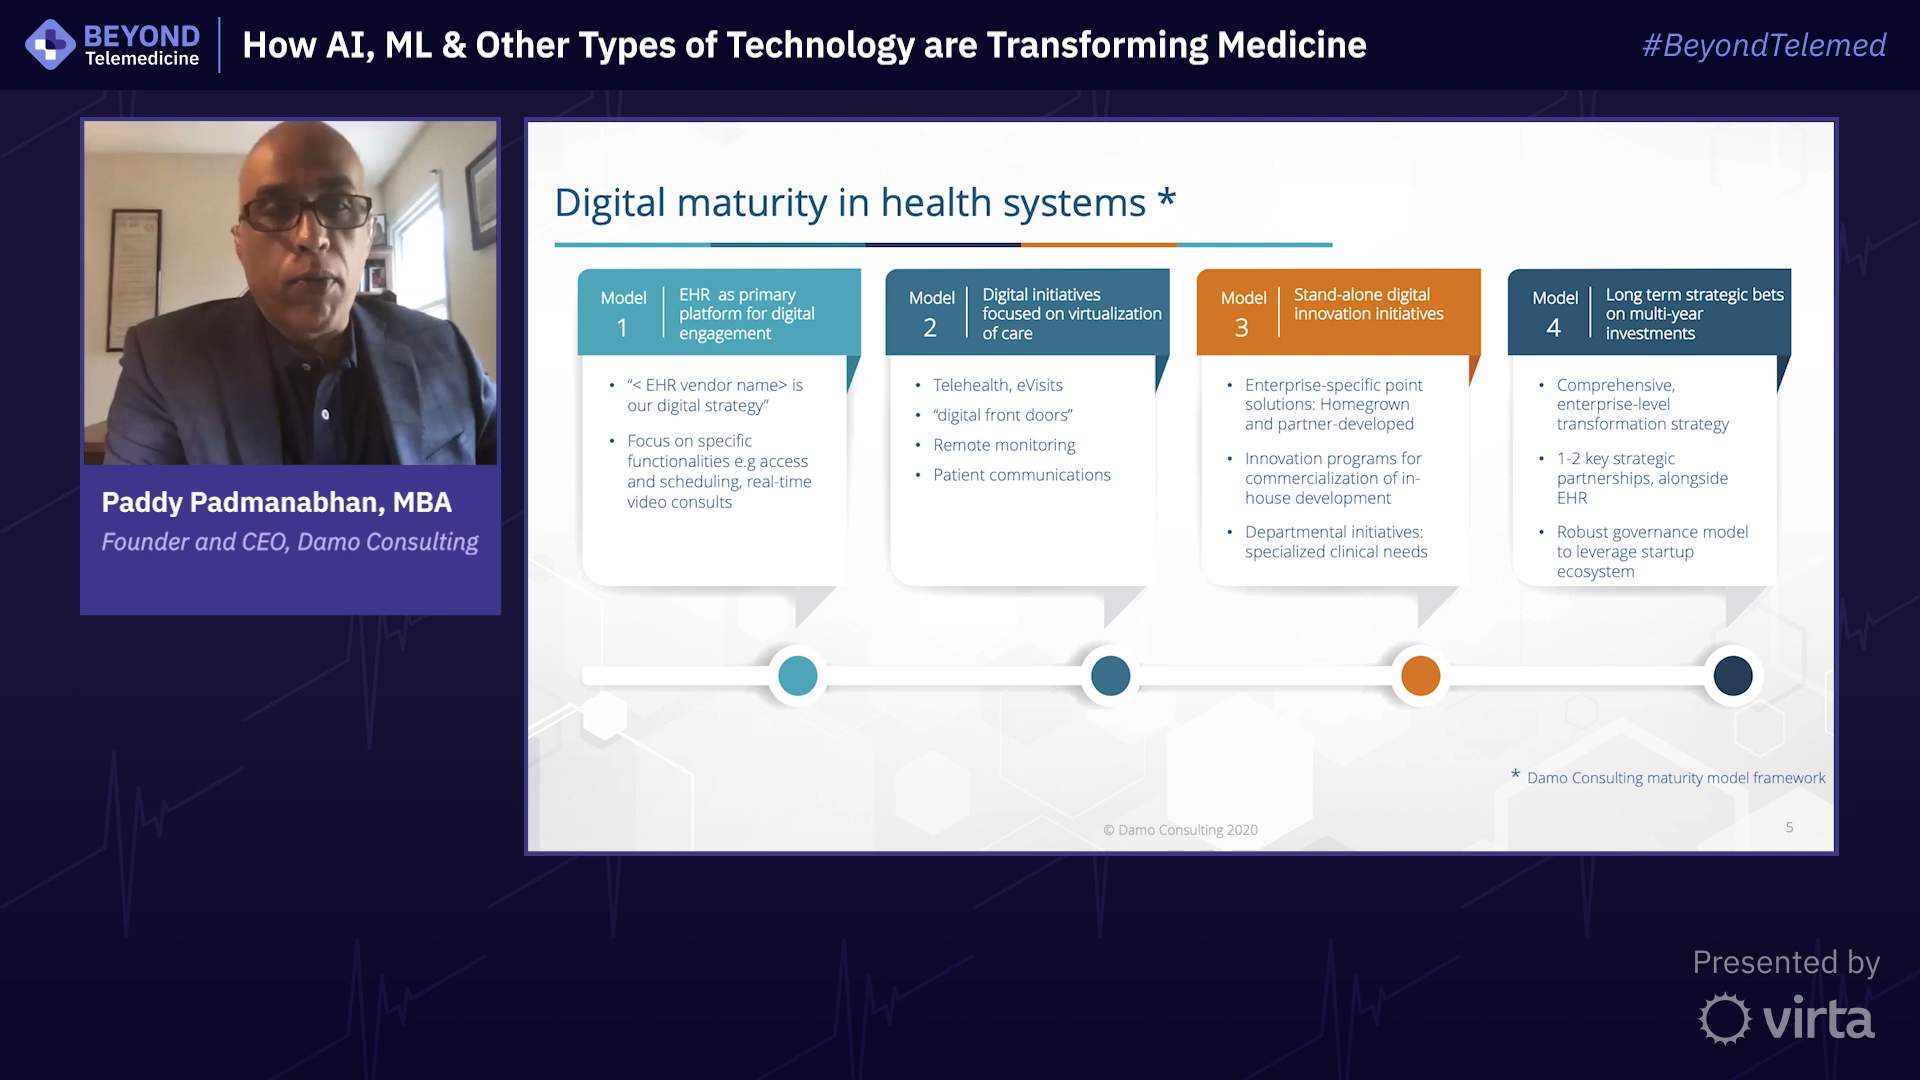 BEYOND
Telemedicine
How AI, ML & Other Types of Technology are Transforming Medicine
#BeyondTelemed
Paddy Padmanabhan, MBA
Founder and CEO, Damo Consulting
Digital maturity in health systems *
Model
1
EHR as primary
platform for digital
engagement
• “< EHR vendor name> is
our digital strategy”
• Focus on specific
functionalities e.g access
and scheduling, real-time
video consults
Model
2
Digital initiatives
focused on virtualization
of care
• Telehealth, eVisits
• “digital front doors”
• Remote monitoring
• Patient communications
Model
3
Stand-alone digital
innovation initiatives
• Enterprise-specific point
solutions: Homegrown
and partner-developed
• Innovation programs for
commercialization of in-
house development
• Departmental initiatives:
specialized clinical needs
Model
4
Long term strategic bets
on multi-year
investments
• Comprehensive,
enterprise-level
transformation strategy
• 1-2 key strategic
partnerships, alongside
EHR
• Robust governance model
to leverage startup
ecosystem
* Damo Consulting maturity model framework
© Damo Consulting 2020
5
Presented by
virta